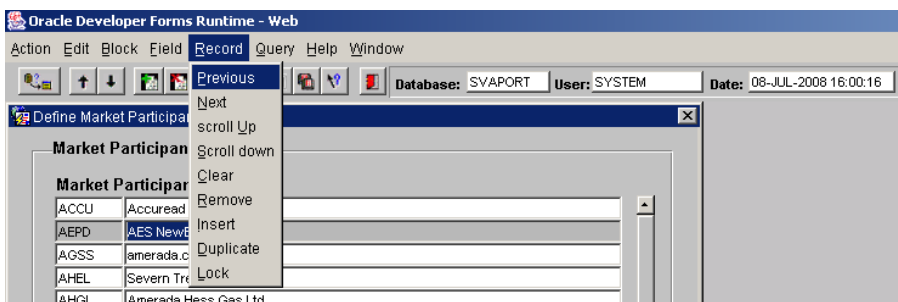 Oracle Developer Forms Runtime - Web
Action Edit Block Field Record Query Help Window
Database: SVAPORT User: SYSTEM Date: 08-JUL-2008 16:00:16
Previous
Next
scroll Up
Scroll down
Clear
Remove
Insert
Duplicate
Lock
Define Market Participa
Market Participan
Market Participan
ACCU Accuread
AEPD AES NewE
AGSS amerada.c
AHEL Severn Tre
AHGL Amerada Hess Gas Ltd